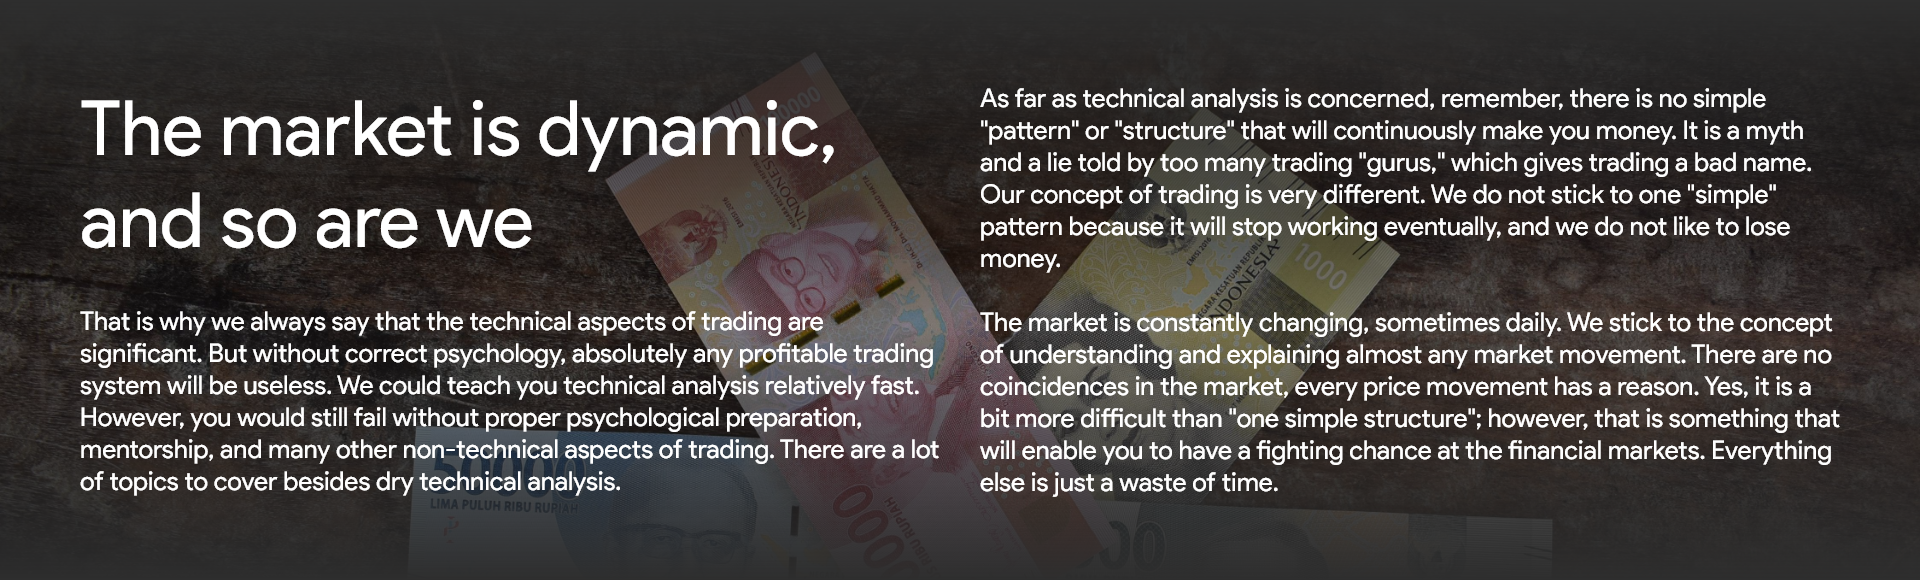 The market is dynamic,
and so are we
That is why we always say that the technical aspects of trading are
significant. But without correct psychology, absolutely any profitable trading
system will be useless. We could teach you technical analysis relatively fast.
However, you would still fail without proper psychological preparation,
mentorship, and many other non-technical aspects of trading. There are a lot
of topics to cover besides dry technical analysis.
As far as technical analysis is concerned, remember, there is no simple
"pattern" or "structure" that will continuously make you money. It is a myth
and a lie told by too many trading "gurus," which gives trading a bad name.
Our concept of trading is very different. We do not stick to one "simple"
pattern because it will stop working eventually, and we do not like to lose
money.
The market is constantly changing, sometimes daily. We stick to the concept
of understanding and explaining almost any market movement. There are no
coincidences in the market, every price movement has a reason. Yes, it is a
bit more difficult than "one simple structure"; however, that is something that
will enable you to have a fighting chance at the financial markets. Everything
else is just a waste of time.
INDONESIA
1000
50000
LIMA PULUH RIBU RUPIAH